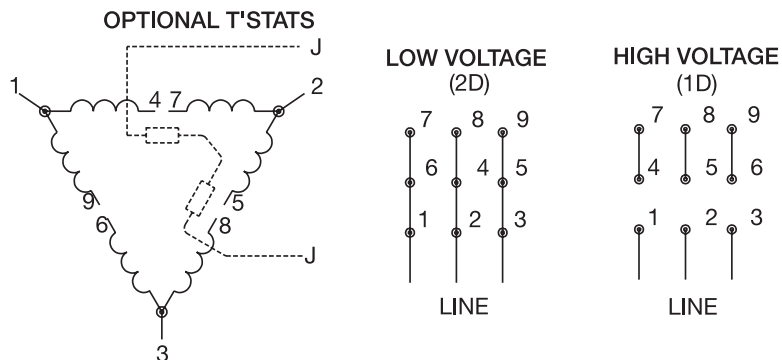 OPTIONAL T'STATS
J
1
4 7
2
9
6
5
8
J
3
LOW VOLTAGE
(2D)
7 8 9
6 4 5
1 2 3
LINE
HIGH VOLTAGE
(1D)
7 8 9
4 5 6
1 2 3
LINE